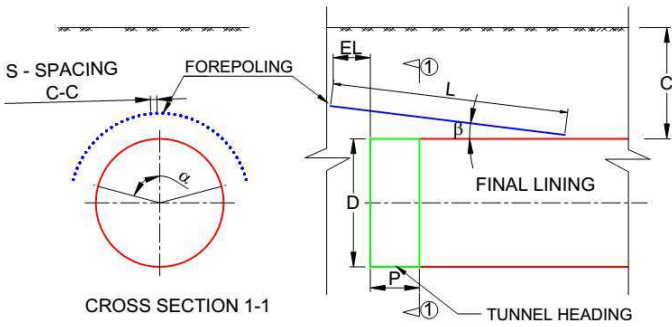 S - SPACING
C-C
FOREPOLING
α
CROSS SECTION 1-1
EL
1
L
C
β
D
FINAL LINING
P
1
TUNNEL HEADING